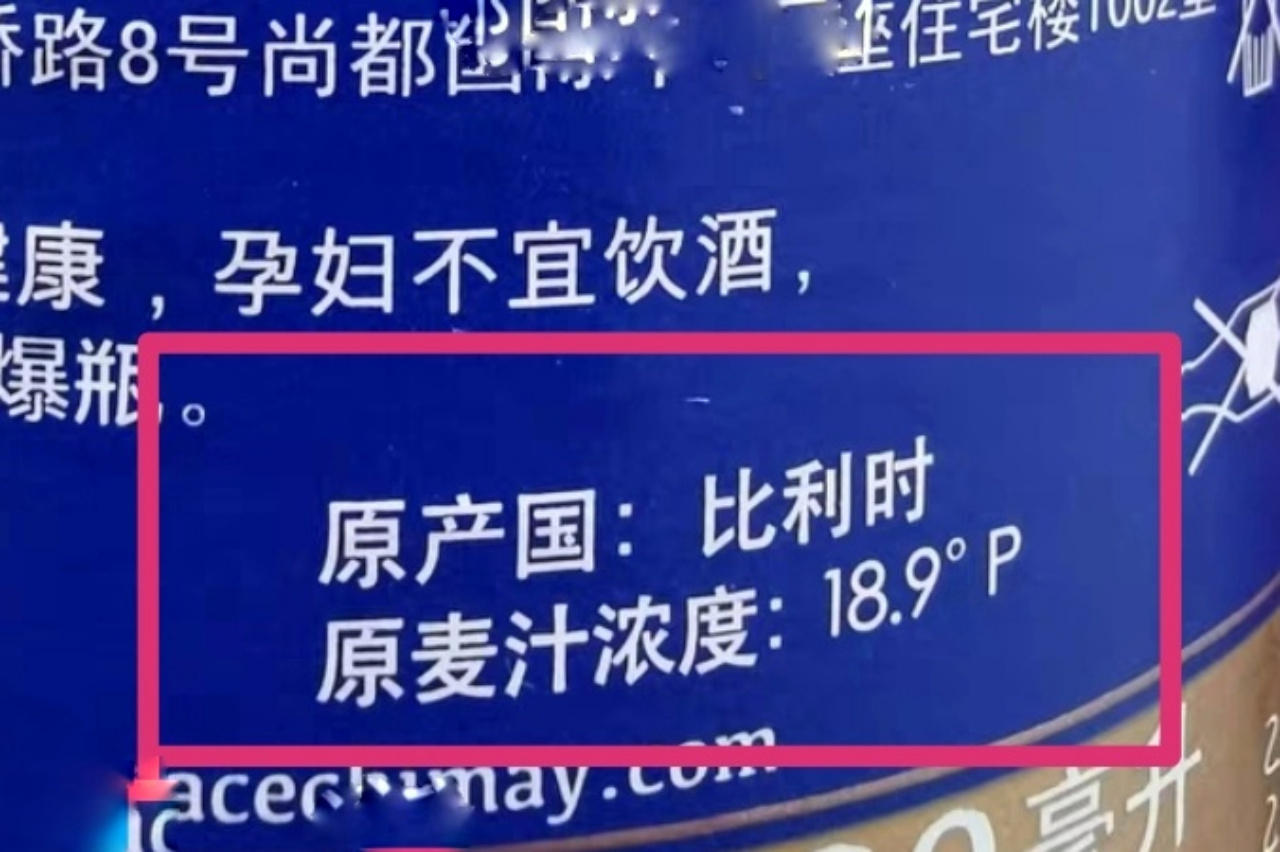 路8号尚都国
座住宅楼1002室
康，孕妇不宜饮酒，
爆瓶。
原产国：比利时
原麦汁浓度：18.9°P
acechimay.com
毫升